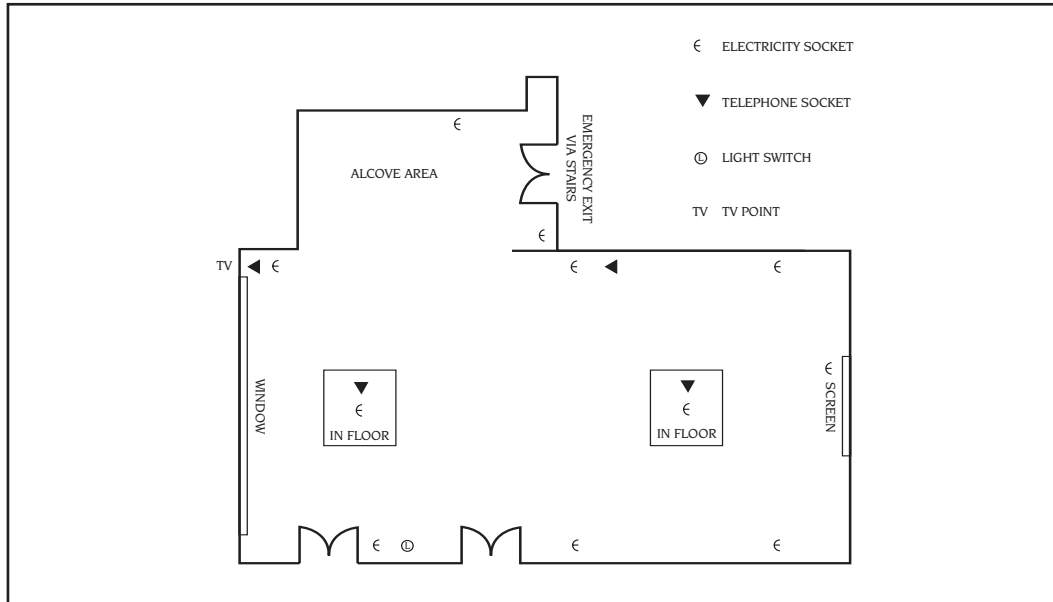 ELECTRICITY SOCKET
TELEPHONE SOCKET
EMERGENCY EXIT
VIA STAIRS
L LIGHT SWITCH
ALCOVE AREA
TV TV POINT
TV
WINDOW
SCREEN
IN FLOOR
IN FLOOR
L